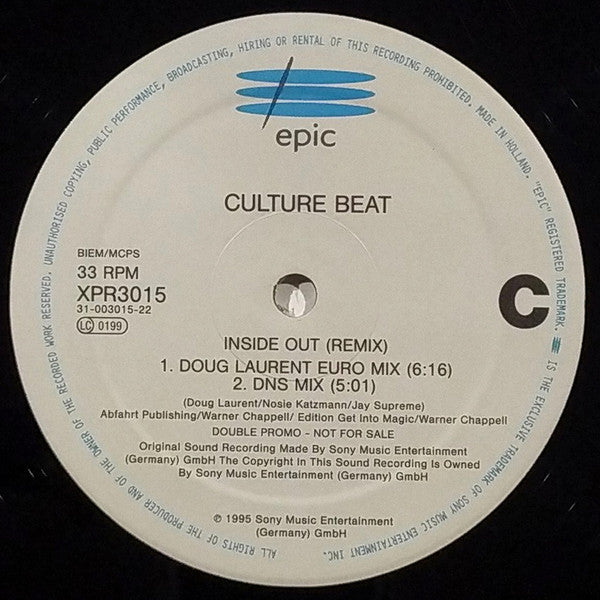 ALL RIGHTS OF THE PRODUCER AND OF THE OWNER OF THE RECORDED WORK RESERVED. UNAUTHORISED COPYING, PUBLIC PERFORMANCE, BROADCASTING, HIRING OR RENTAL OF THIS RECORDING PROHIBITED. MADE IN HOLLAND. "EPIC" REGISTERED TRADEMARK. IS THE EXCLUSIVE TRADEMARK OF SONY MUSIC ENTERTAINMENT INC.
epic
CULTURE BEAT
BIEM/MCPS
33 RPM
XPR3015
31-003015-22
LC 0199
C
INSIDE OUT (REMIX)
1. DOUG LAURENT EURO MIX (6:16)
2. DNS MIX (5:01)
(Doug Laurent/Nosie Katzmann/Jay Supreme)
Abfahrt Publishing/Warner Chappell/ Edition Get Into Magic/Warner Chappell
DOUBLE PROMO - NOT FOR SALE
Original Sound Recording Made By Sony Music Entertainment
(Germany) GmbH The Copyright In This Sound Recording Is Owned
By Sony Music Entertainment (Germany) GmbH
℗ 1995 Sony Music Entertainment
(Germany) GmbH